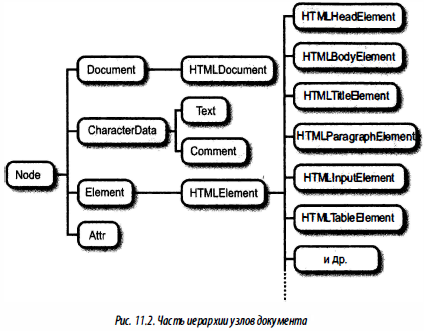 HTMLHeadElement
HTMLBodyElement
Document
HTMLDocument
HTMLTitleElement
Text
CharacterData
HTMLParagraphElement
Comment
Node
HTMLInputElement
Element
HTMLElement
HTMLTableElement
Attr
и др.
Рис. 11.2. Часть иерархии узлов документа